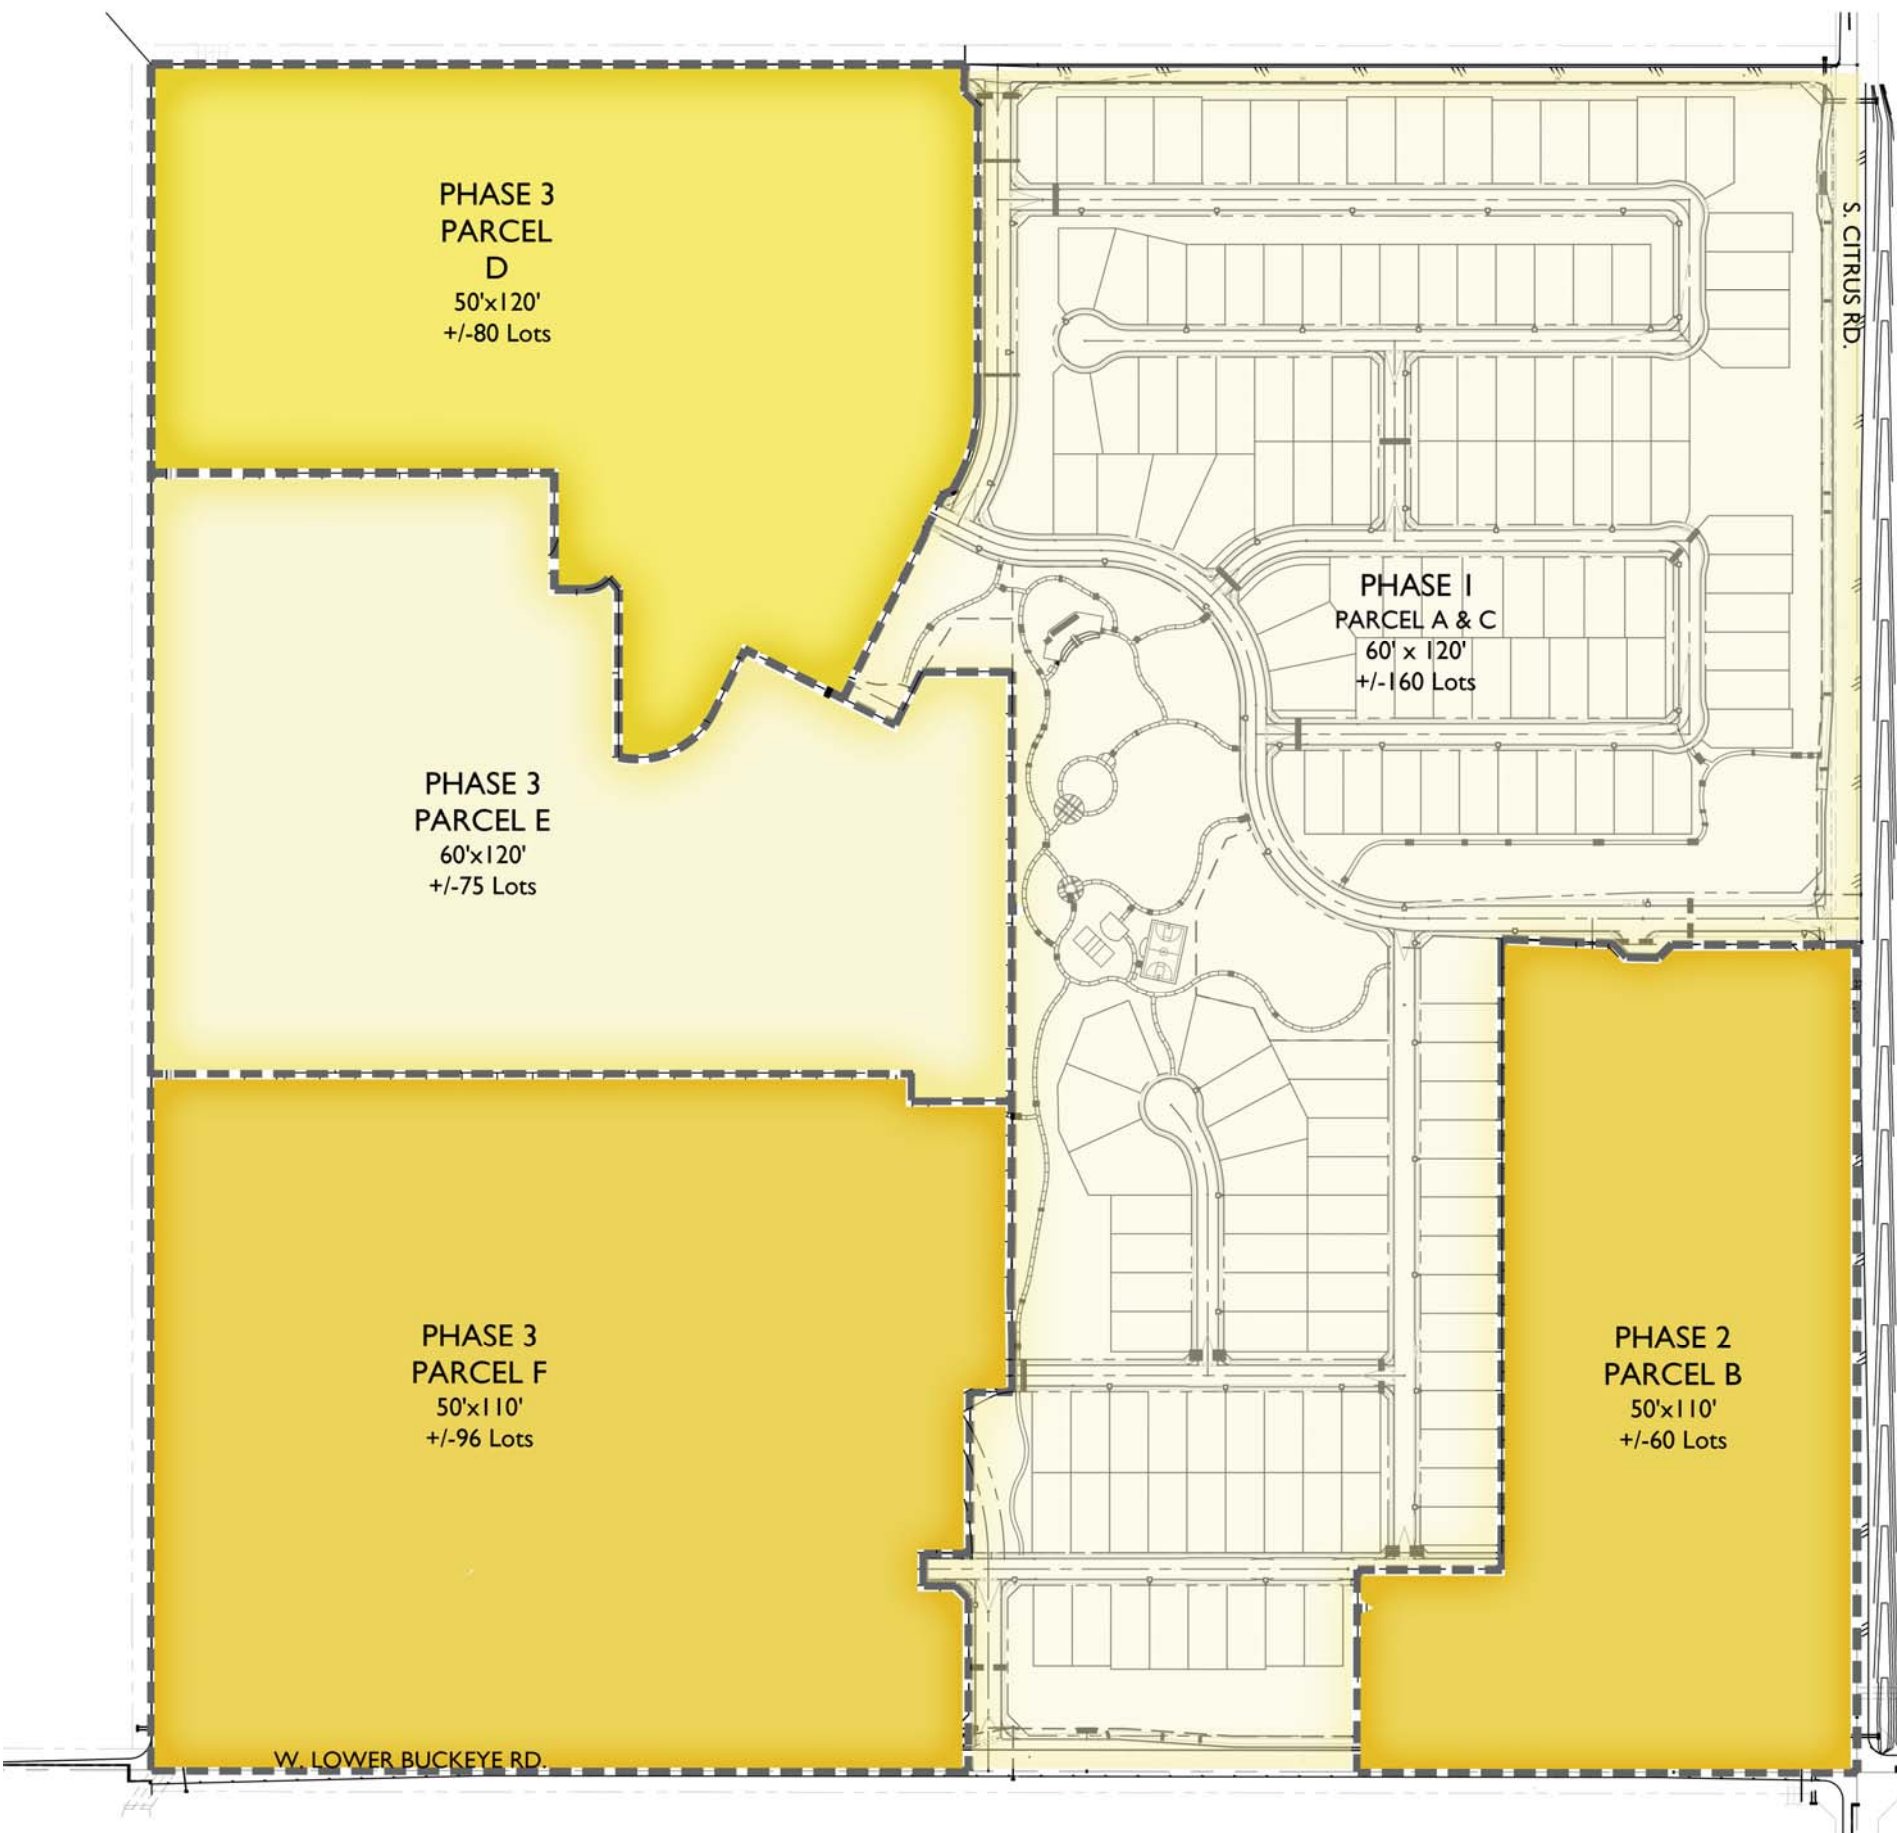 PHASE 3
PARCEL
D
50'x120'
+/-80 Lots
S. CITRUS RD.
PHASE 1
PARCEL A & C
60' x 120'
+/-160 Lots
PHASE 3
PARCEL E
60'x120'
+/-75 Lots
PHASE 3
PARCEL F
50'x110'
+/-96 Lots
PHASE 2
PARCEL B
50'x110'
+/-60 Lots
W. LOWER BUCKEYE RD.